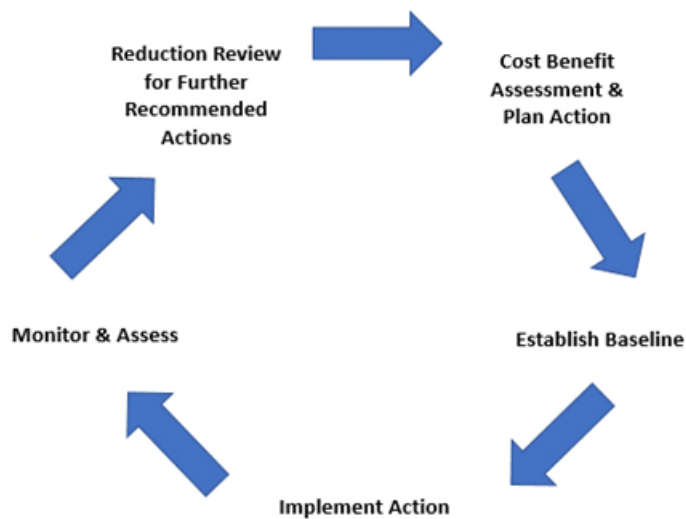 Reduction Review
for Further
Recommended
Actions
Cost Benefit
Assessment &
Plan Action
Establish Baseline
Implement Action
Monitor & Assess